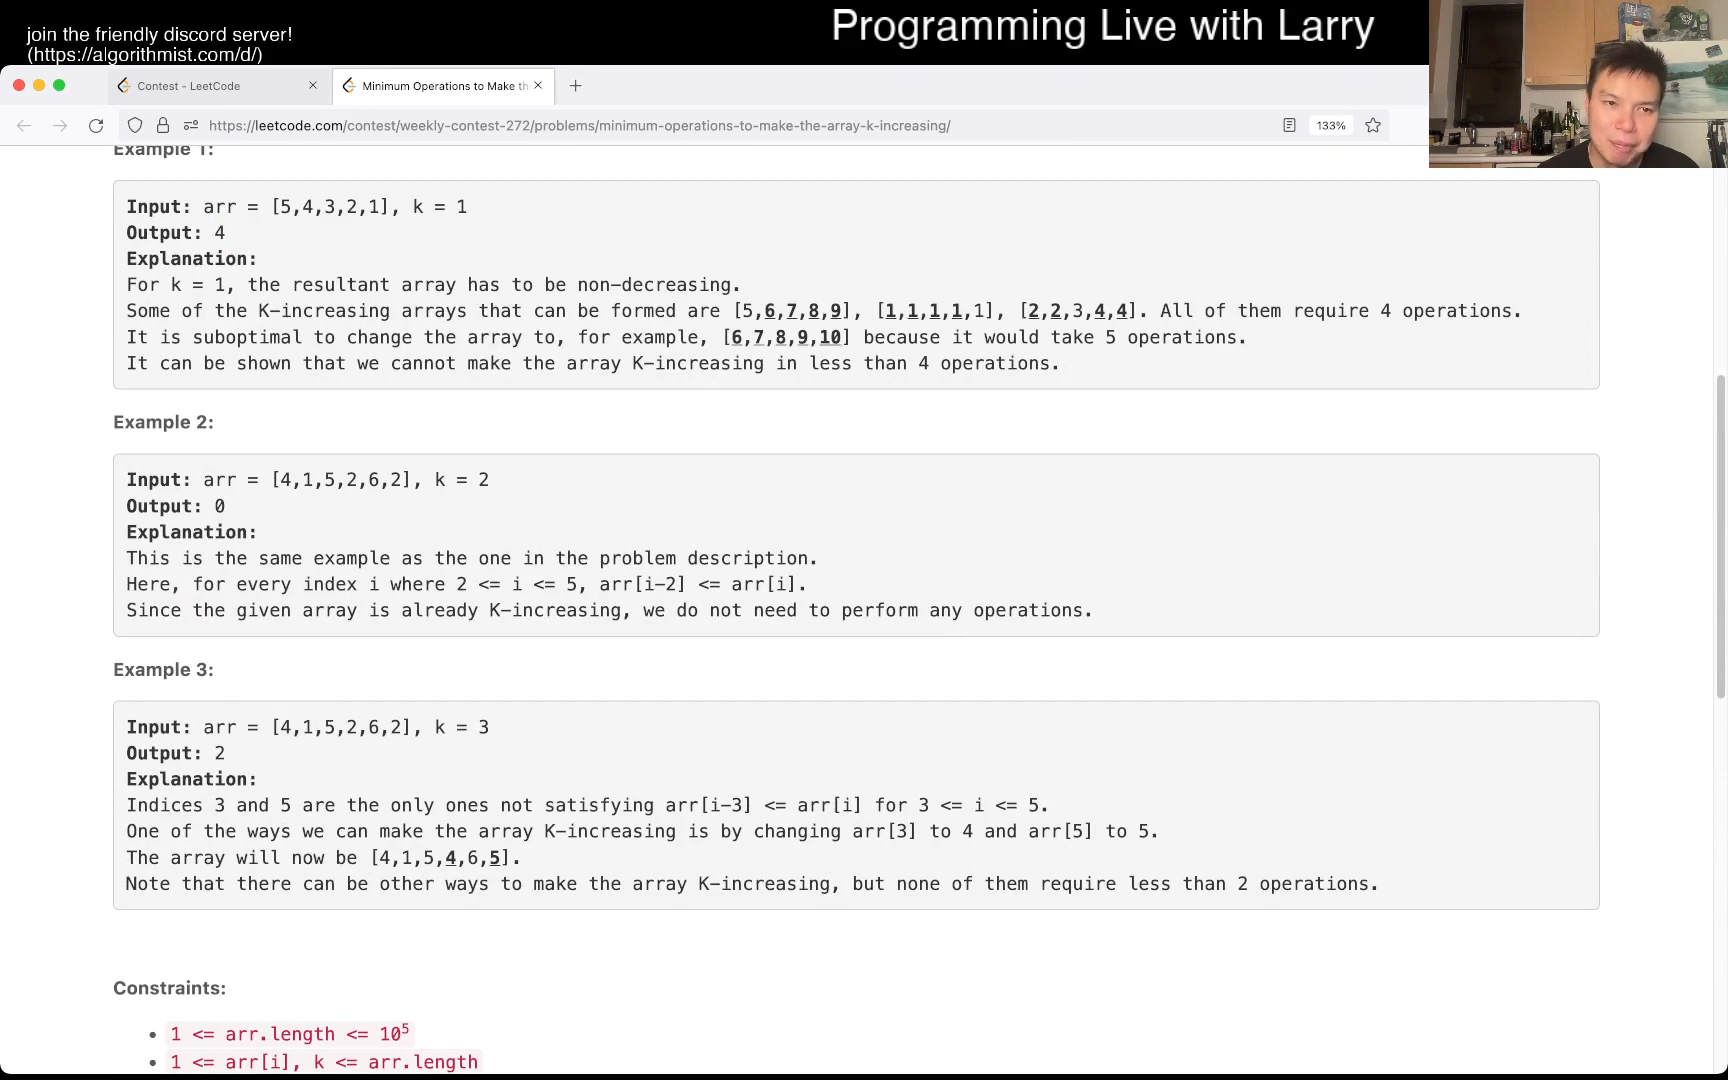 join the friendly discord server!
(https://algorithmist.com/d/)
Programming Live with Larry
Contest - LeetCode
Minimum Operations to Make th
https://leetcode.com/contest/weekly-contest-272/problems/minimum-operations-to-make-the-array-k-increasing/
133%
Example 1:
Input: arr = [5,4,3,2,1], k = 1
Output: 4
Explanation:
For k = 1, the resultant array has to be non-decreasing.
Some of the K-increasing arrays that can be formed are [5,6,7,8,9], [1,1,1,1,1], [2,2,3,4,4]. All of them require 4 operations.
It is suboptimal to change the array to, for example, [6,7,8,9,10] because it would take 5 operations.
It can be shown that we cannot make the array K-increasing in less than 4 operations.
Example 2:
Input: arr = [4,1,5,2,6,2], k = 2
Output: 0
Explanation:
This is the same example as the one in the problem description.
Here, for every index i where 2 <= i <= 5, arr[i-2] <= arr[i].
Since the given array is already K-increasing, we do not need to perform any operations.
Example 3:
Input: arr = [4,1,5,2,6,2], k = 3
Output: 2
Explanation:
Indices 3 and 5 are the only ones not satisfying arr[i-3] <= arr[i] for 3 <= i <= 5.
One of the ways we can make the array K-increasing is by changing arr[3] to 4 and arr[5] to 5.
The array will now be [4,1,5,4,6,5].
Note that there can be other ways to make the array K-increasing, but none of them require less than 2 operations.
Constraints:
• 1 <= arr.length <= 10⁵
• 1 <= arr[i], k <= arr.length